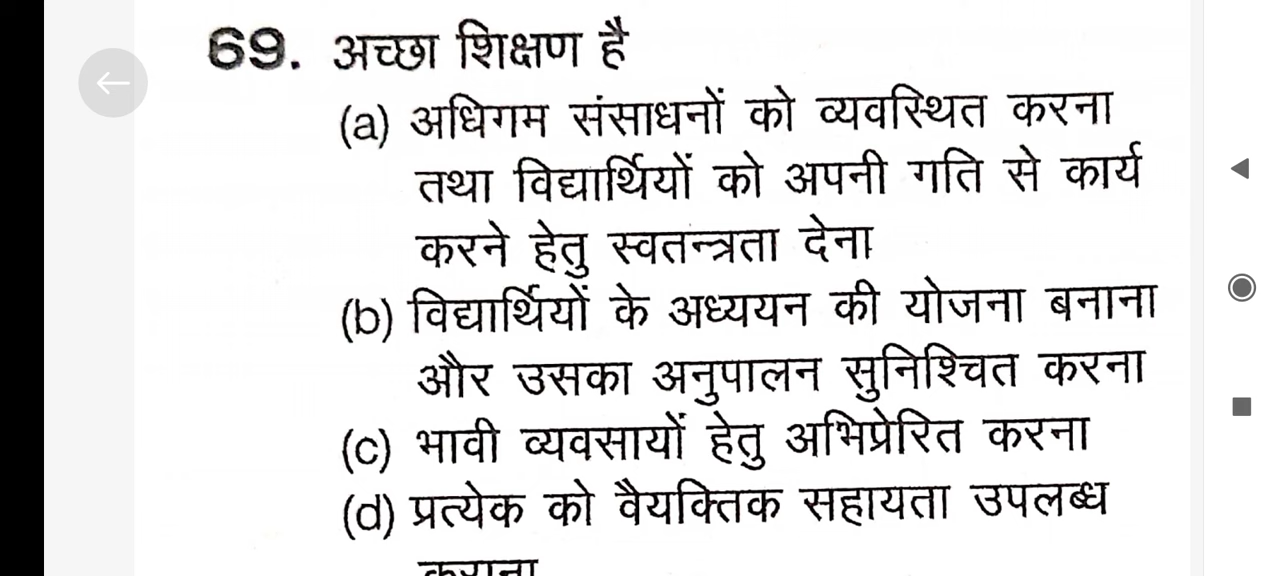 69. अच्छा शिक्षण है
(a) अधिगम संसाधनों को व्यवस्थित करना
तथा विद्यार्थियों को अपनी गति से कार्य
करने हेतु स्वतन्त्रता देना
(b) विद्यार्थियों के अध्ययन की योजना बनाना
और उसका अनुपालन सुनिश्चित करना
(c) भावी व्यवसायों हेतु अभिप्रेरित करना
(d) प्रत्येक को वैयक्तिक सहायता उपलब्ध
कराना